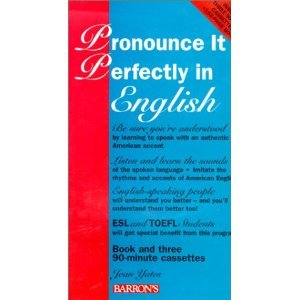 Pronounce It
Perfectly in
English
Be sure you're understood
by learning to speak with an authentic
American accent
Listen and learn the sounds
of the spoken language • Imitate the
rhythms and accents of American Engli
English-speaking people
will understand you better – and you'll
understand them better too!
ESL and TOEFL Students
will get special benefit from this progra
Book and three
90-minute cassettes
Jean Yates
BARRON'S